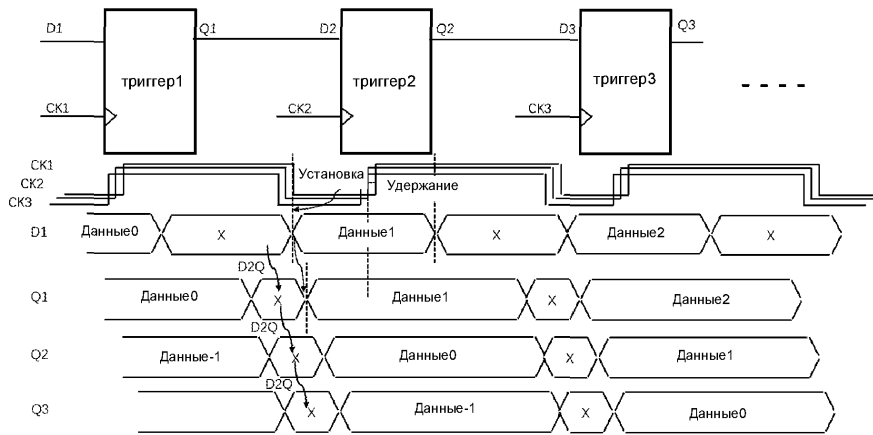 D1 Q1 D2 Q2 D3 Q3
триггер1 триггер2 триггер3
CK1 CK2 CK3
CK1
CK2
CK3
Установка
Удержание
D1 Данные0 X Данные1 X Данные2 X
D2Q
Q1 Данные0 X Данные1 X Данные2
D2Q
Q2 Данные-1 X Данные0 X Данные1
D2Q
Q3 X Данные-1 X Данные0